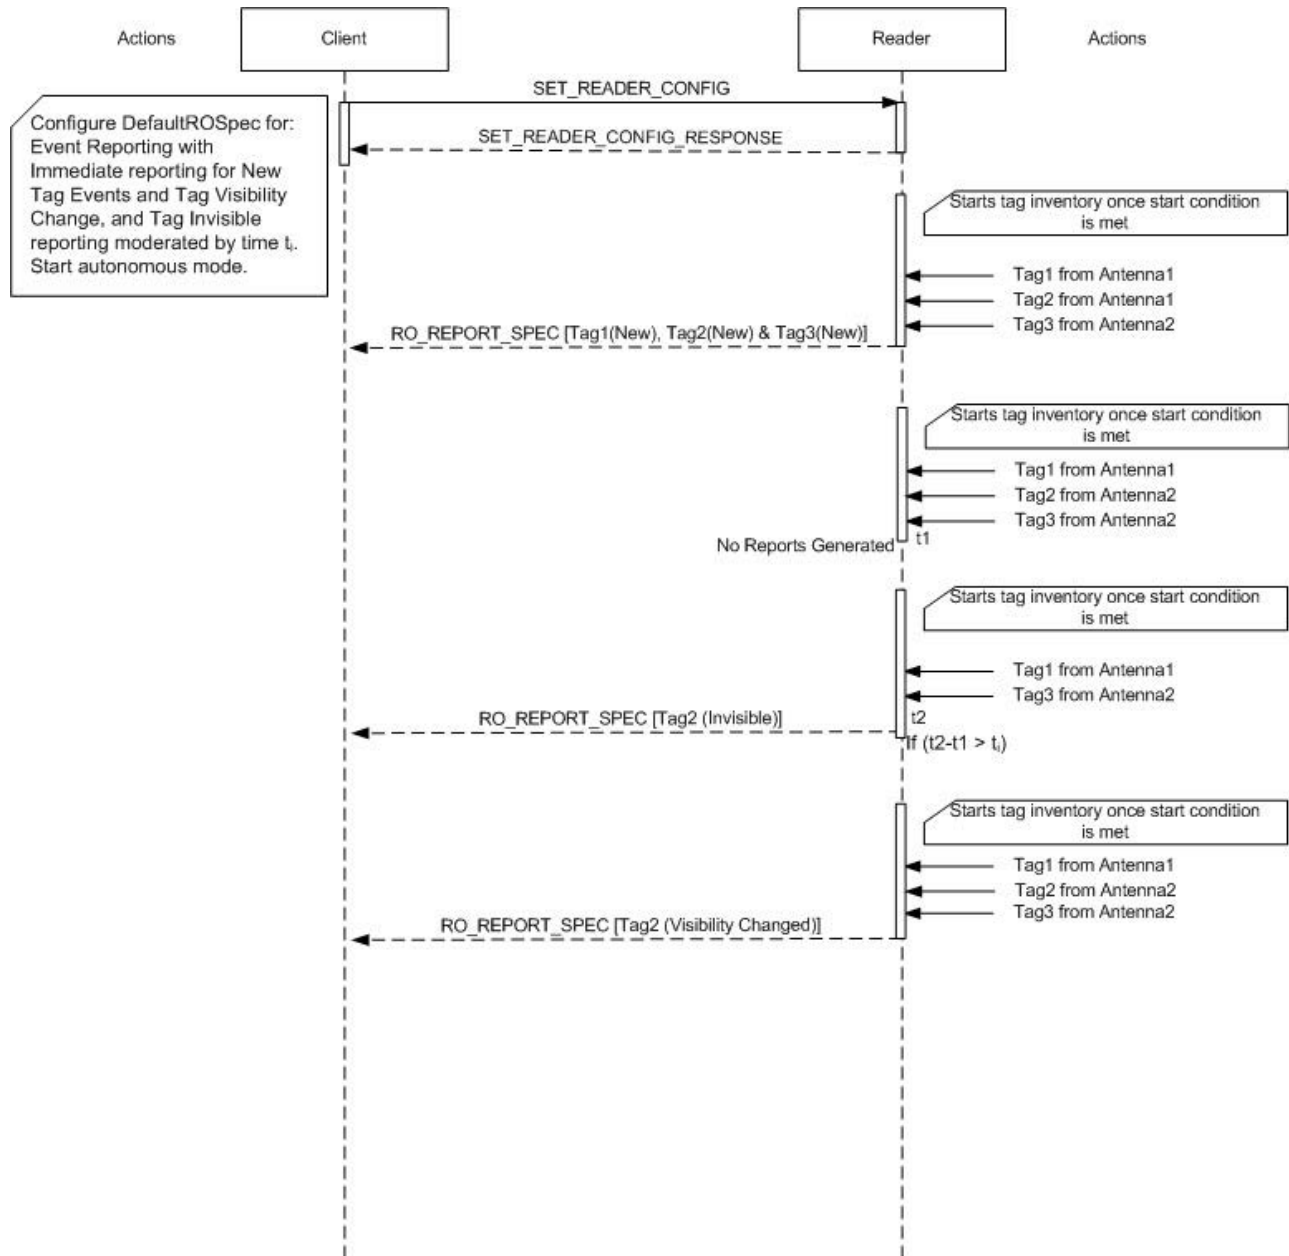 Actions
Client
Reader
Actions
SET_READER_CONFIG
Configure DefaultROSpec for:
Event Reporting with
Immediate reporting for New
Tag Events and Tag Visibility
Change, and Tag Invisible
reporting moderated by time tᵢ.
Start autonomous mode.
SET_READER_CONFIG_RESPONSE
Starts tag inventory once start condition
is met
Tag1 from Antenna1
Tag2 from Antenna1
Tag3 from Antenna2
RO_REPORT_SPEC [Tag1(New), Tag2(New) & Tag3(New)]
Starts tag inventory once start condition
is met
Tag1 from Antenna1
Tag2 from Antenna2
Tag3 from Antenna2
No Reports Generated
t1
Starts tag inventory once start condition
is met
Tag1 from Antenna1
Tag3 from Antenna2
RO_REPORT_SPEC [Tag2 (Invisible)]
t2
If (t2-t1 > tᵢ)
Starts tag inventory once start condition
is met
Tag1 from Antenna1
Tag2 from Antenna2
Tag3 from Antenna2
RO_REPORT_SPEC [Tag2 (Visibility Changed)]